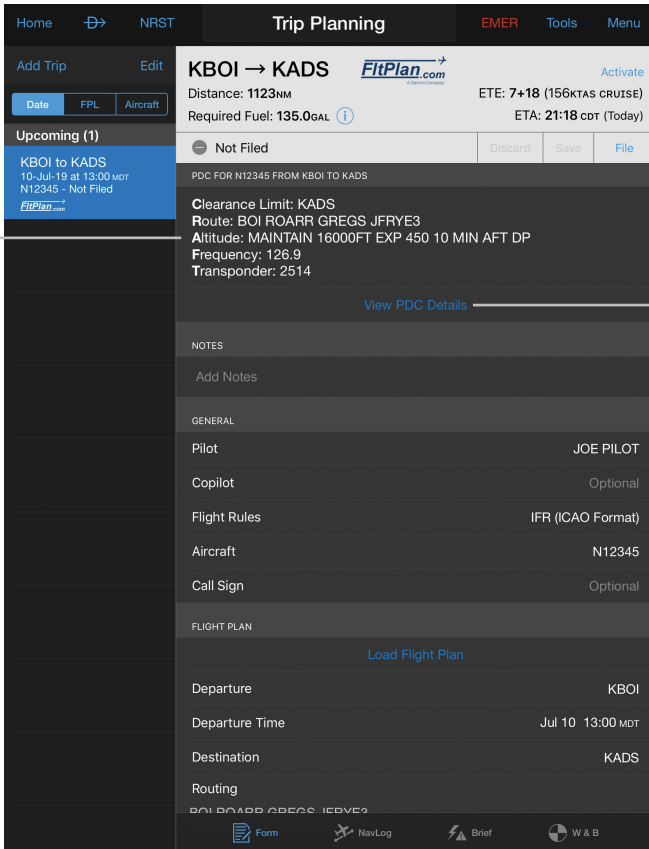 Home
D
NRST
Trip Planning
EMER
Tools
Menu
Add Trip
Edit
Date
FPL
Aircraft
Upcoming (1)
KBOI to KADS
10-Jul-19 at 13:00 MDT
N12345 - Not Filed
FltPlan.com
KBOI → KADS
FltPlan.com
A Garmin Company
Activate
Distance: 1123NM
ETE: 7+18 (156KTAS CRUISE)
Required Fuel: 135.0GAL
ETA: 21:18 CDT (Today)
Not Filed
Discard
Save
File
PDC FOR N12345 FROM KBOI TO KADS
Clearance Limit: KADS
Route: BOI ROARR GREGS JFRYE3
Altitude: MAINTAIN 16000FT EXP 450 10 MIN AFT DP
Frequency: 126.9
Transponder: 2514
View PDC Details
NOTES
Add Notes
GENERAL
Pilot JOE PILOT
Copilot Optional
Flight Rules IFR (ICAO Format)
Aircraft N12345
Call Sign Optional
FLIGHT PLAN
Load Flight Plan
Departure KBOI
Departure Time Jul 10 13:00 MDT
Destination KADS
Routing
BOI ROARR GREGS JFRYE3
Form
NavLog
Brief
W & B